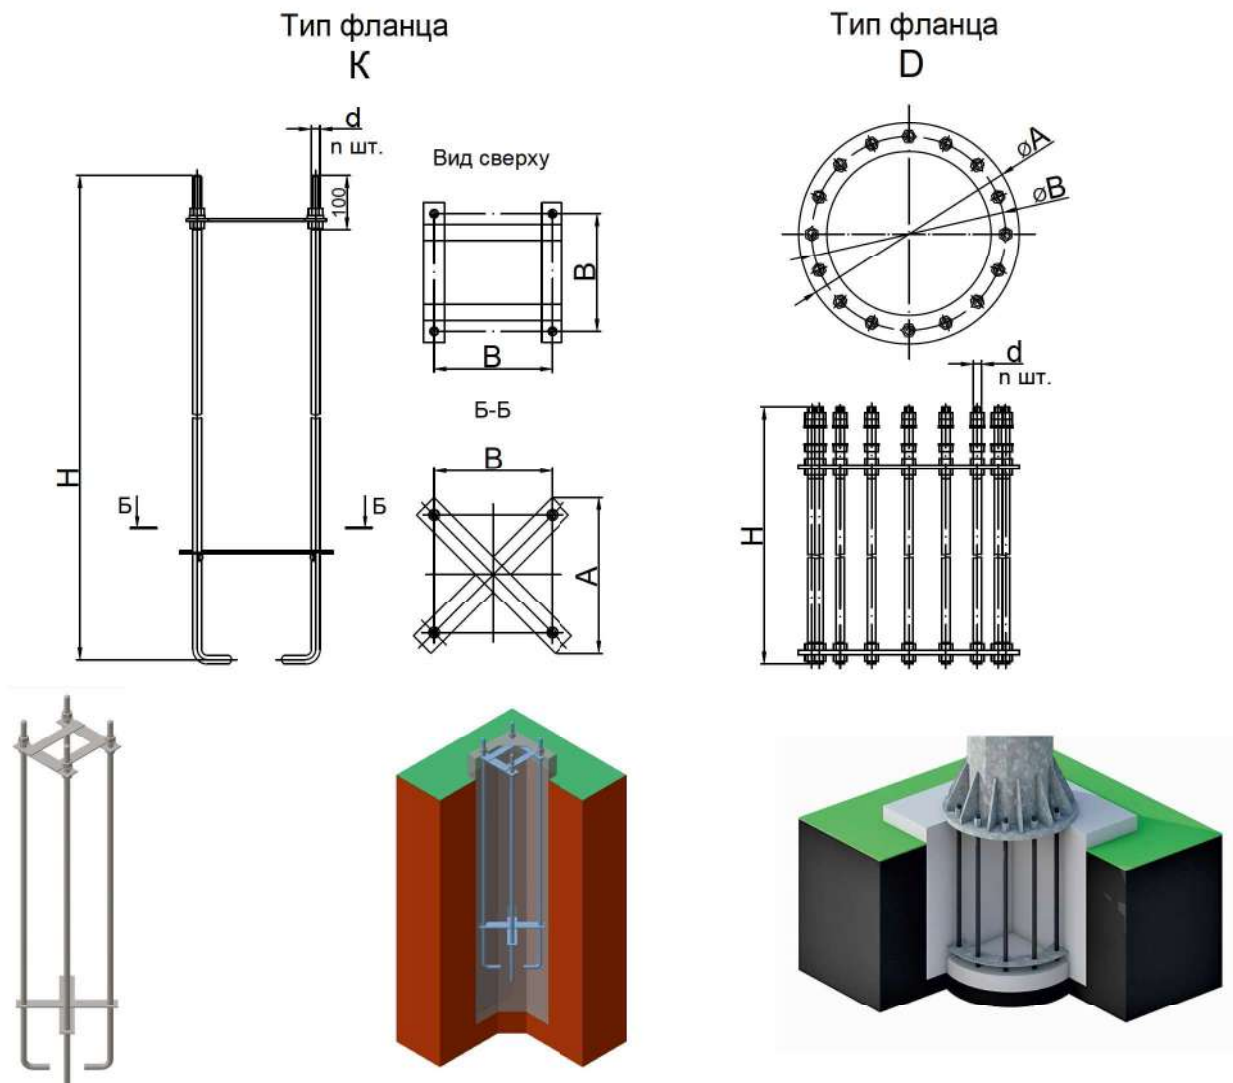 Тип фланца
К
d
n шт.
100
H
Б
Б
Вид сверху
B
B
Б-Б
B
A
Тип фланца
D
øA
øB
d
n шт.
H